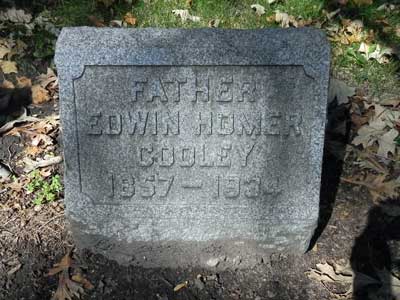 FATHER
EDWIN HOMER
COOLEY
1857 — 1934